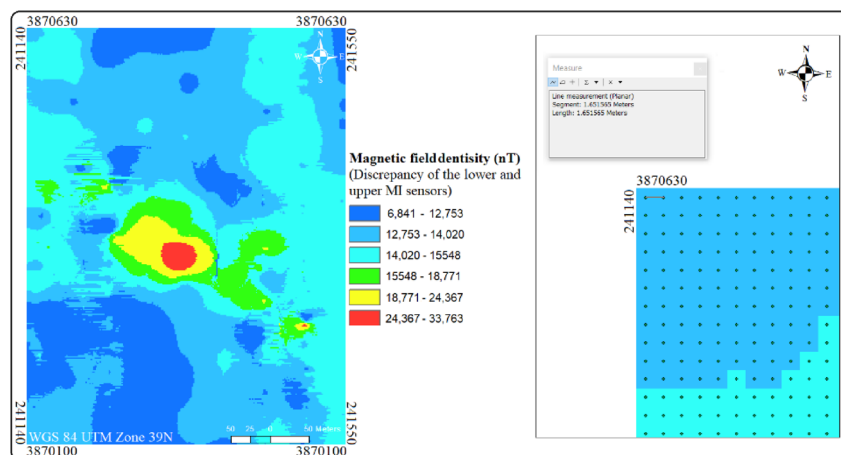 3870630
3870630
241140
241550
N
W E
S
Magnetic field dentisity (nT)
(Discrepancy of the lower and
upper MI sensors)
6,841 - 12,753
12,753 - 14,020
14,020 - 15548
15548 - 18,771
18,771 - 24,367
24,367 - 33,763
241140
241550
WGS 84 UTM Zone 39N
50 25 0 50 Meters
3870100
3870100
N
W E
S
Measure
Line measurement (Planar)
Segment: 1.651565 Meters
Length: 1.651565 Meters
3870630
241140